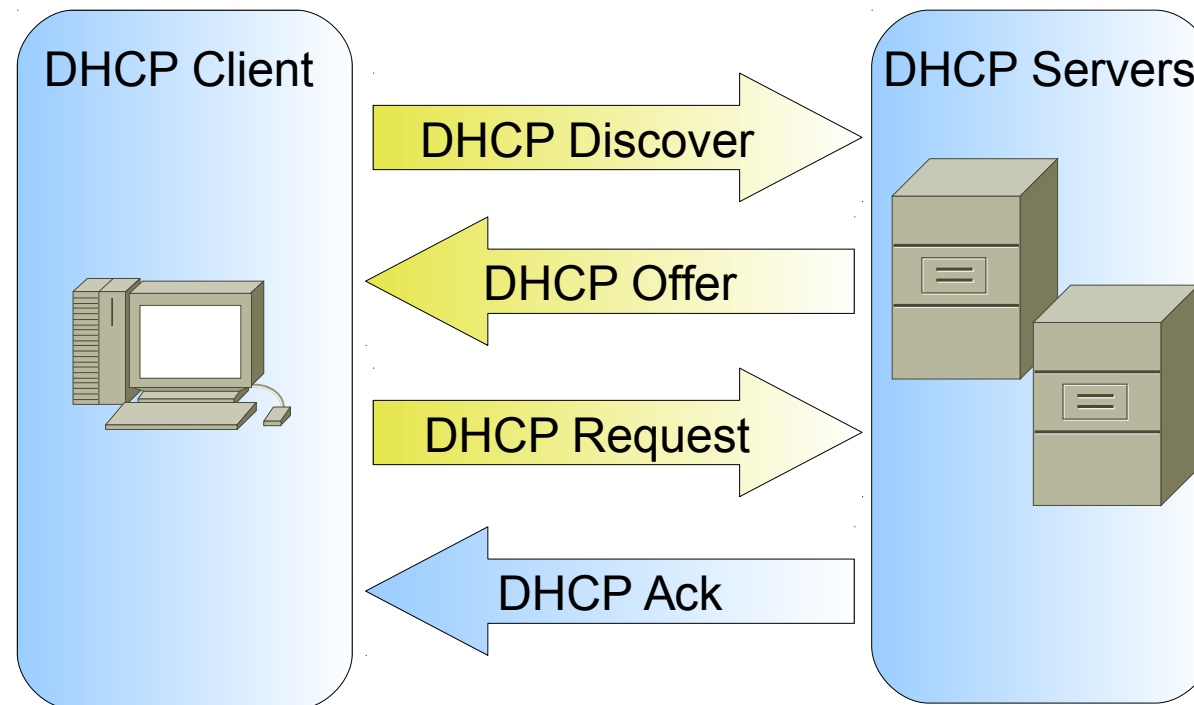 DHCP Client
DHCP Servers
DHCP Discover
DHCP Offer
DHCP Request
DHCP Ack